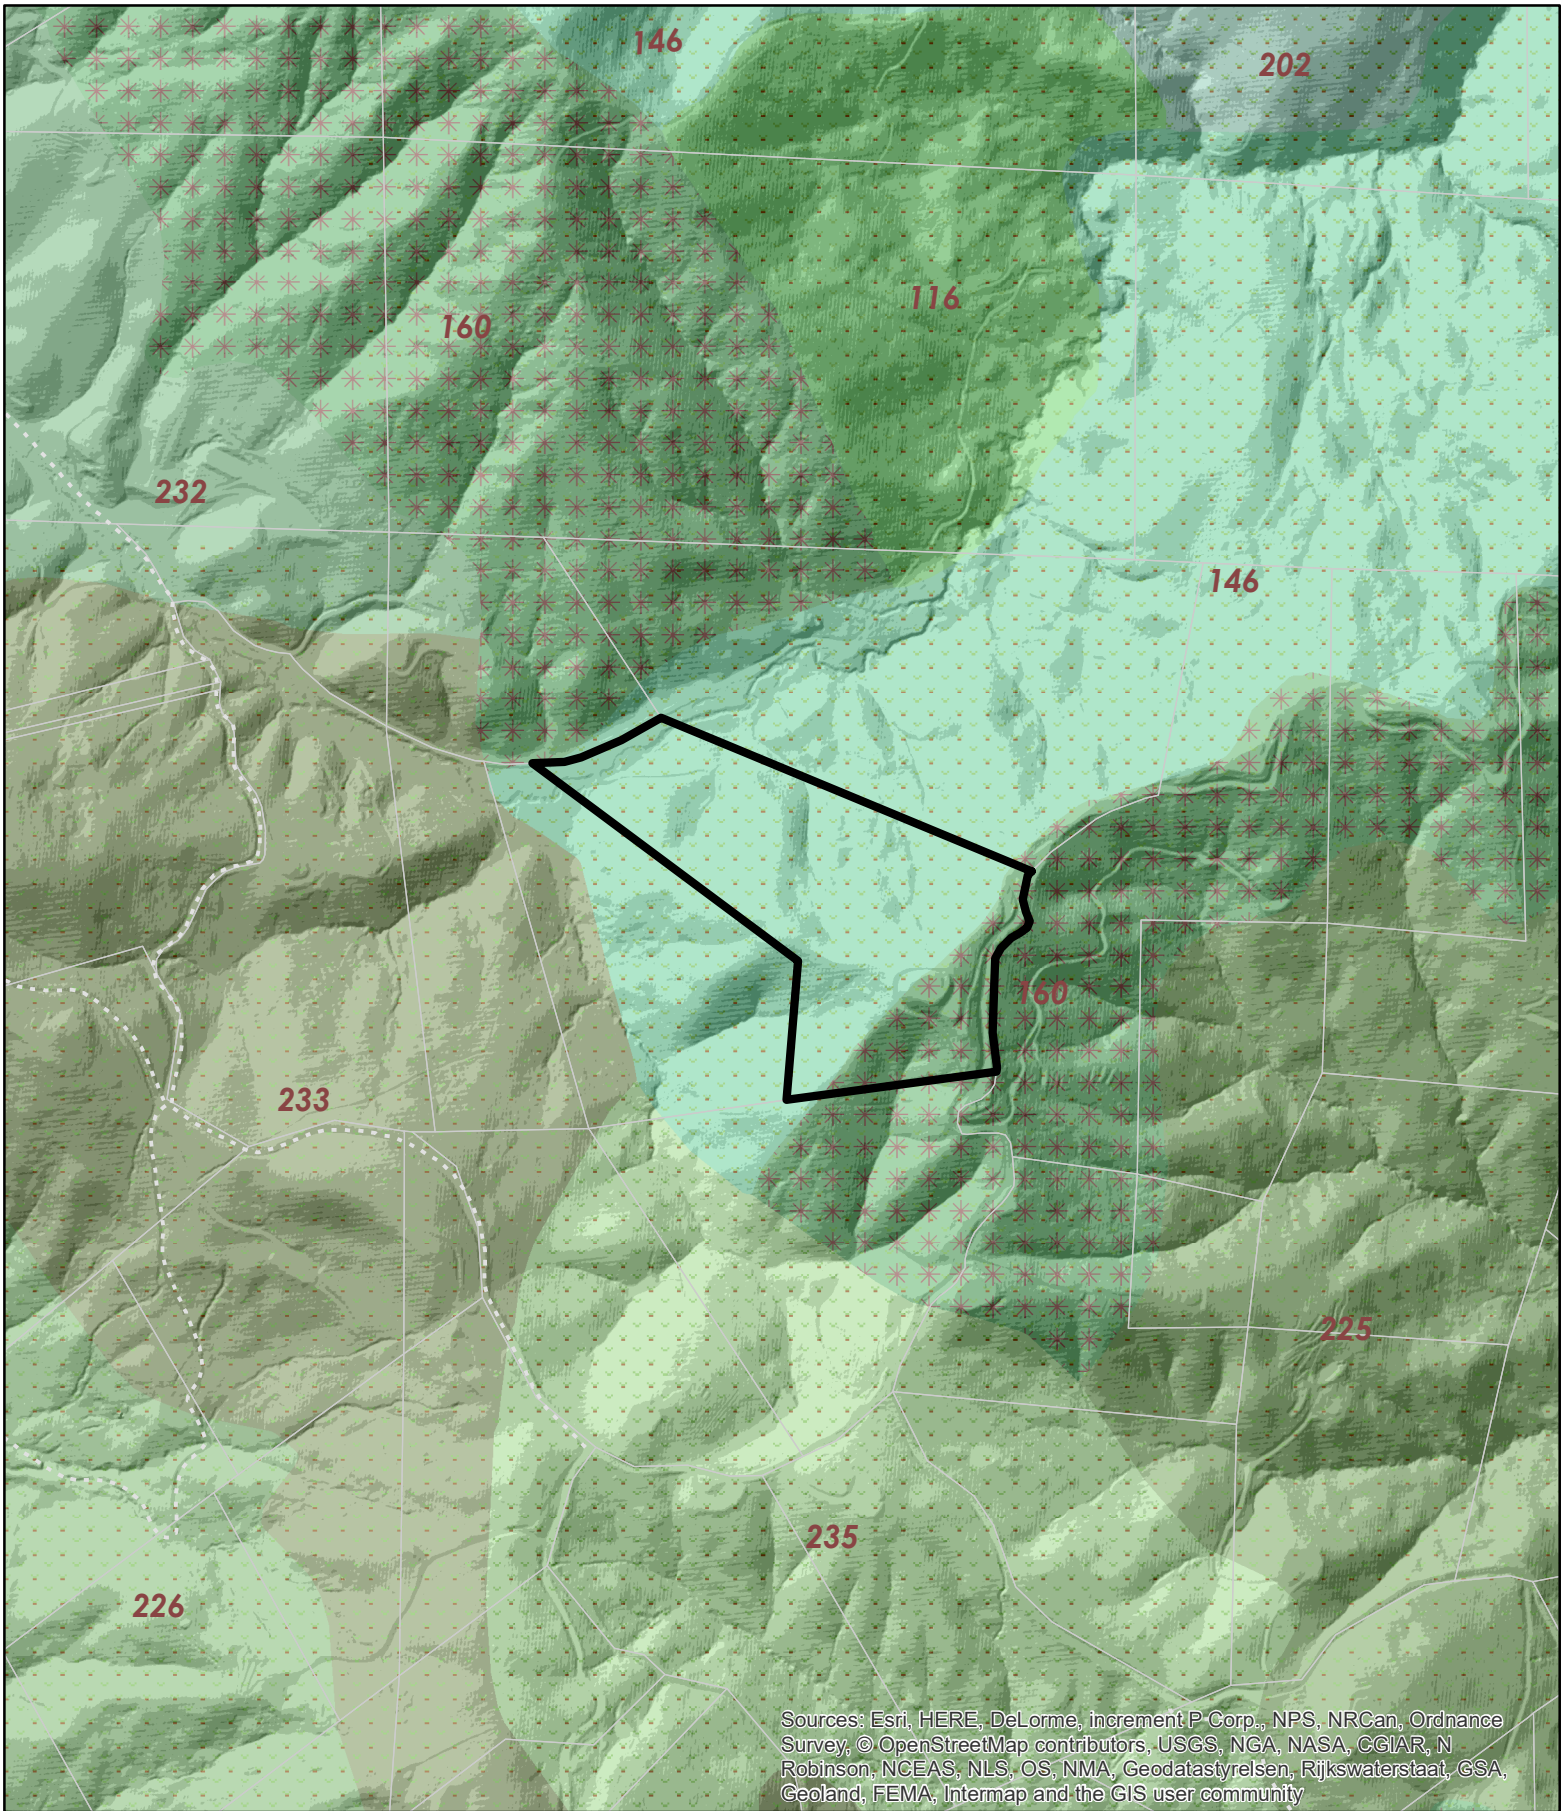 146
202
116
160
232
146
160
233
225
235
226
Sources: Esri, HERE, DeLorme, increment P Corp., NPS, NRCan, Ordnance
Survey, © OpenStreetMap contributors, USGS, NGA, NASA, CGIAR, N
Robinson, NCEAS, NLS, OS, NMA, Geodatastyrelsen, Rijkswaterstaat, GSA,
Geoland, FEMA, Intermap and the GIS user community